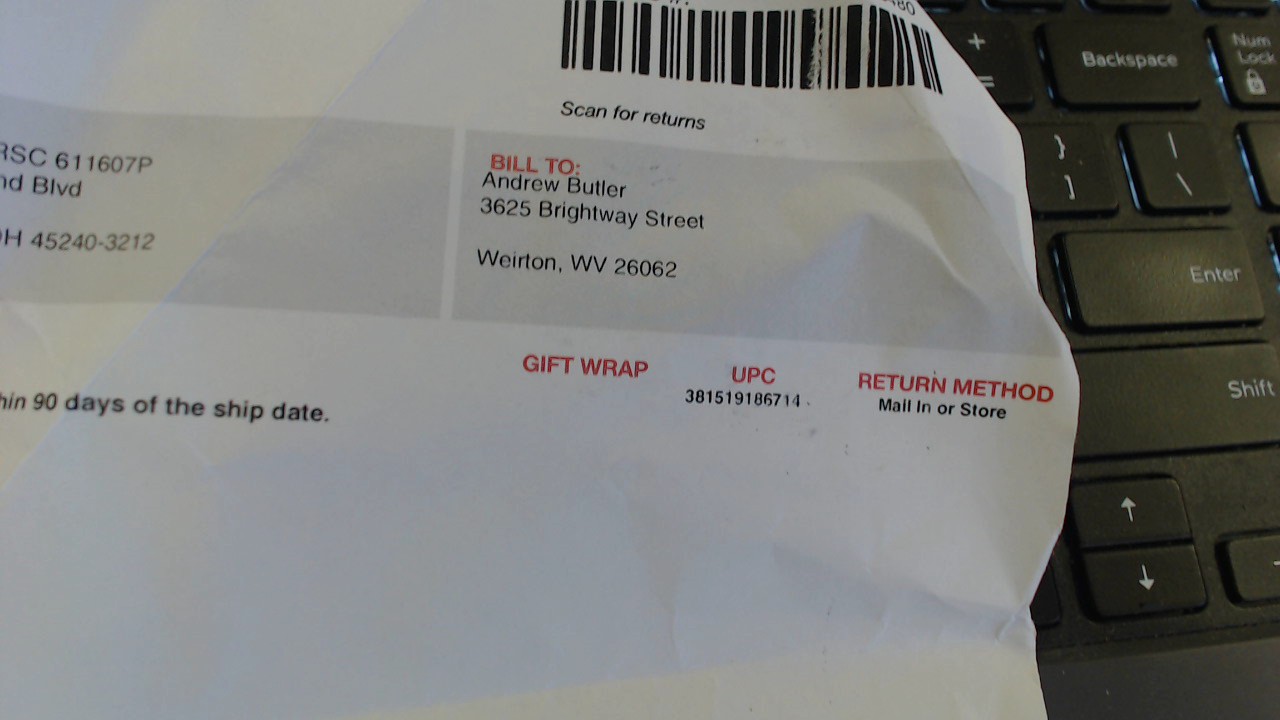 Scan for returns
RSC 611607P
nd Blvd
OH 45240-3212
BILL TO:
Andrew Butler
3625 Brightway Street
Weirton, WV 26062
GIFT WRAP
UPC
RETURN METHOD
381519186714
Mail In or Store
hin 90 days of the ship date.
+
=
Backspace
Num
Lock
}
]
|
\
Enter
Shift
↑
↓